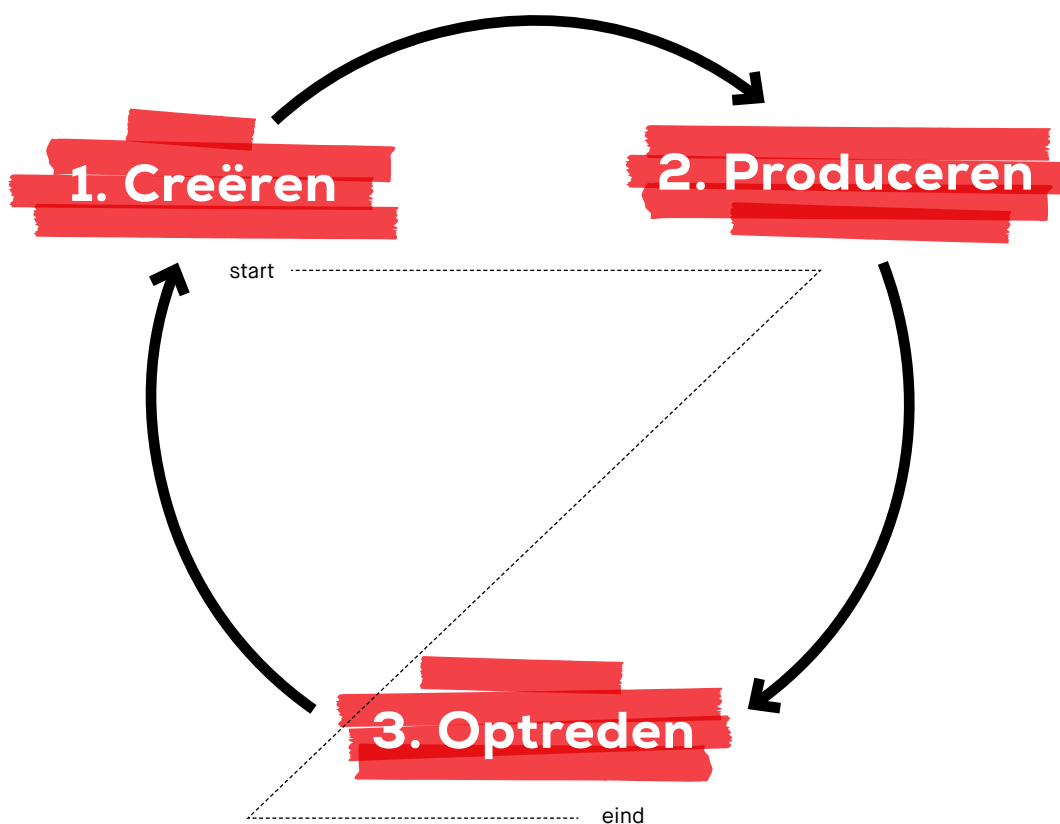 1. Creëren
2. Produceren
start
3. Optreden
eind